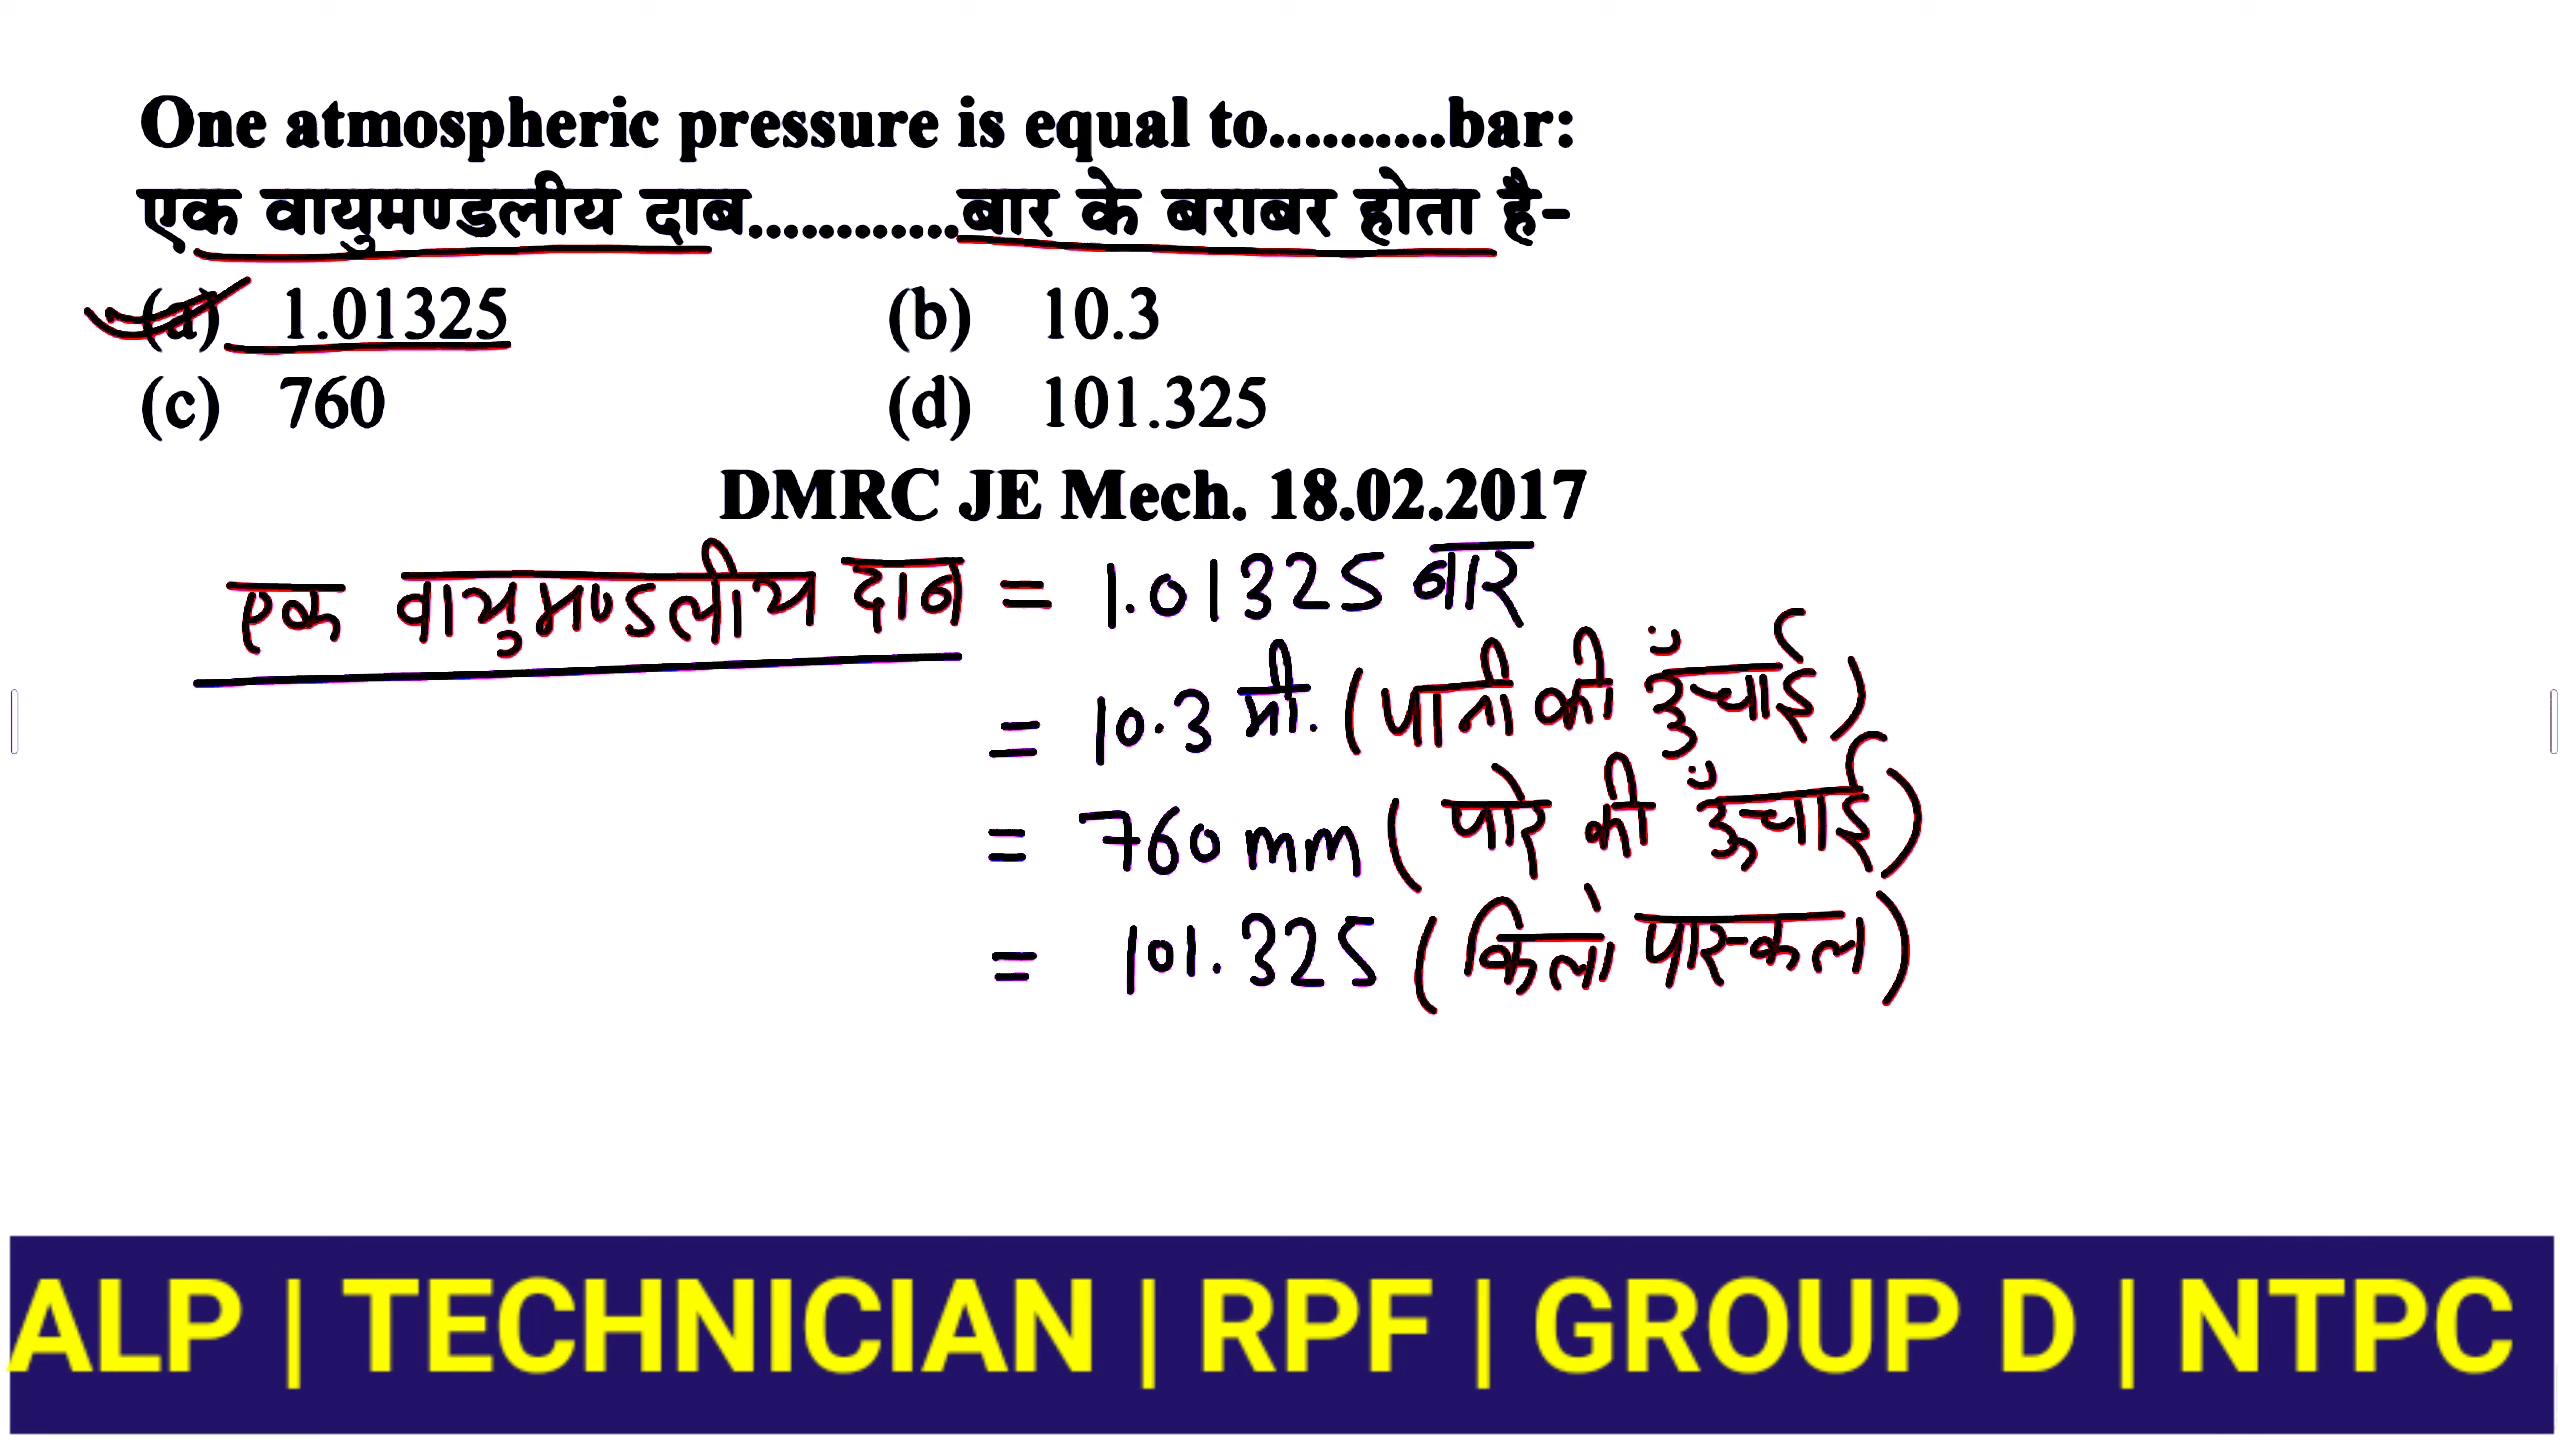 One atmospheric pressure is equal to..........bar:
एक वायुमण्डलीय दाब............बार के बराबर होता है-
(a) 1.01325 (b) 10.3
(c) 760 (d) 101.325
DMRC JE Mech. 18.02.2017
एक वायुमण्डलीय दाब = 1.01325 बार
= 10.3 मी. (पानी की उँचाई)
= 760 mm (पारे की ऊँचाई)
= 101.325 (किलो पास्कल)
ALP | TECHNICIAN | RPF | GROUP D | NTPC